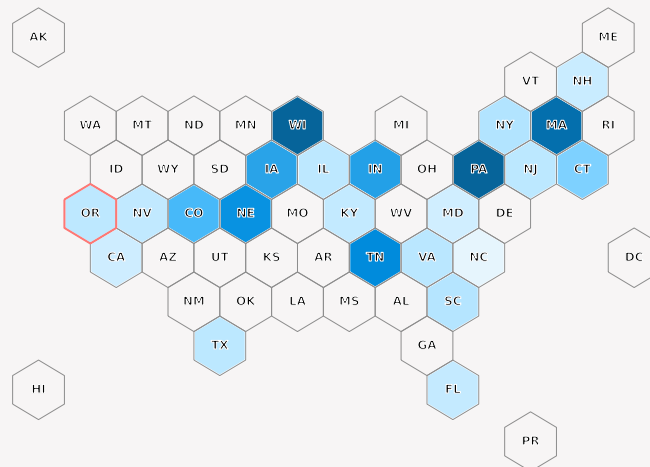 AK ME
VT NH
WA MT ND MN WI MI NY MA RI
ID WY SD IA IL IN OH PA NJ CT
OR NV CO NE MO KY WV MD DE
CA AZ UT KS AR TN VA NC DC
NM OK LA MS AL SC
TX GA
HI FL
PR